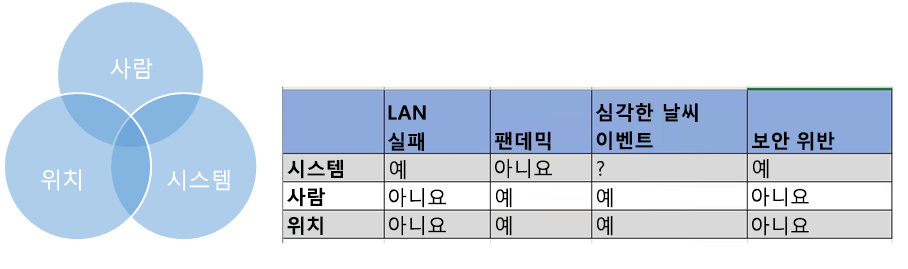 사람
위치
시스템
LAN 실패 팬데믹 심각한 날씨 이벤트 보안 위반
시스템 예 아니요 ? 예
사람 아니요 예 예 아니요
위치 아니요 예 예 아니요